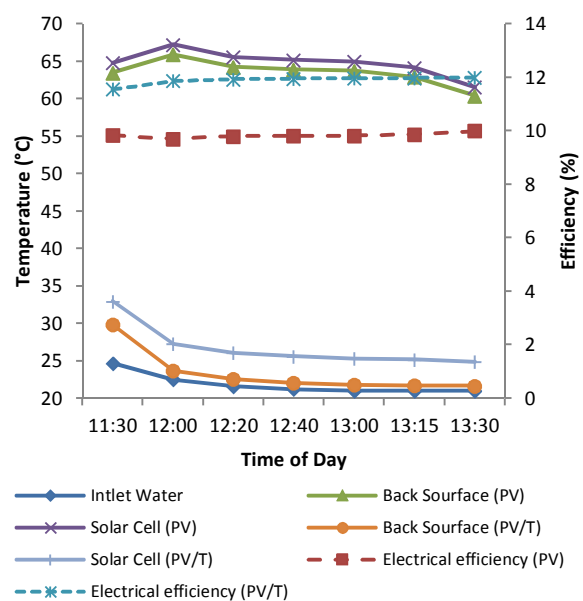 70
65
60
55
50
45
40
35
30
25
20
Temperature (°C)
14
12
10
8
6
4
2
0
Efficiency (%)
11:30 12:00 12:20 12:40 13:00 13:15 13:30
Time of Day
Intlet Water
Back Sourface (PV)
Solar Cell (PV)
Back Sourface (PV/T)
Solar Cell (PV/T)
Electrical efficiency (PV)
Electrical efficiency (PV/T)